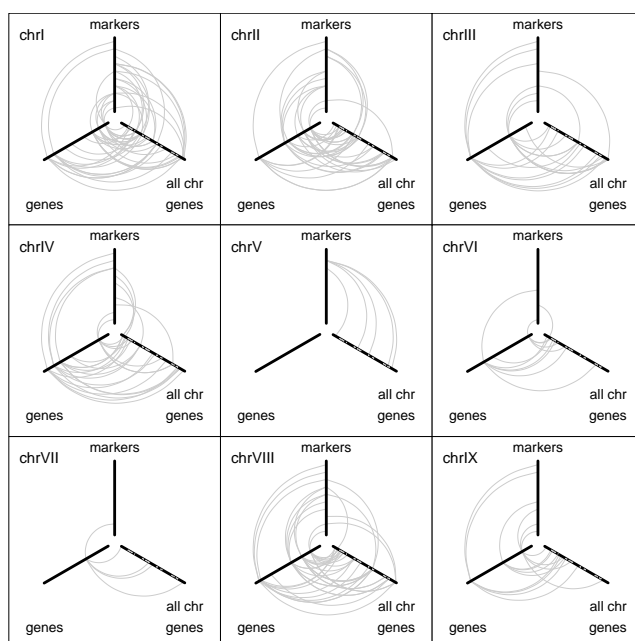 chrI
markers
all chr
genes
genes
chrII
markers
all chr
genes
genes
chrIII
markers
all chr
genes
genes
chrIV
markers
all chr
genes
genes
chrV
markers
all chr
genes
genes
chrVI
markers
all chr
genes
genes
chrVII
markers
all chr
genes
genes
chrVIII
markers
all chr
genes
genes
chrIX
markers
all chr
genes
genes